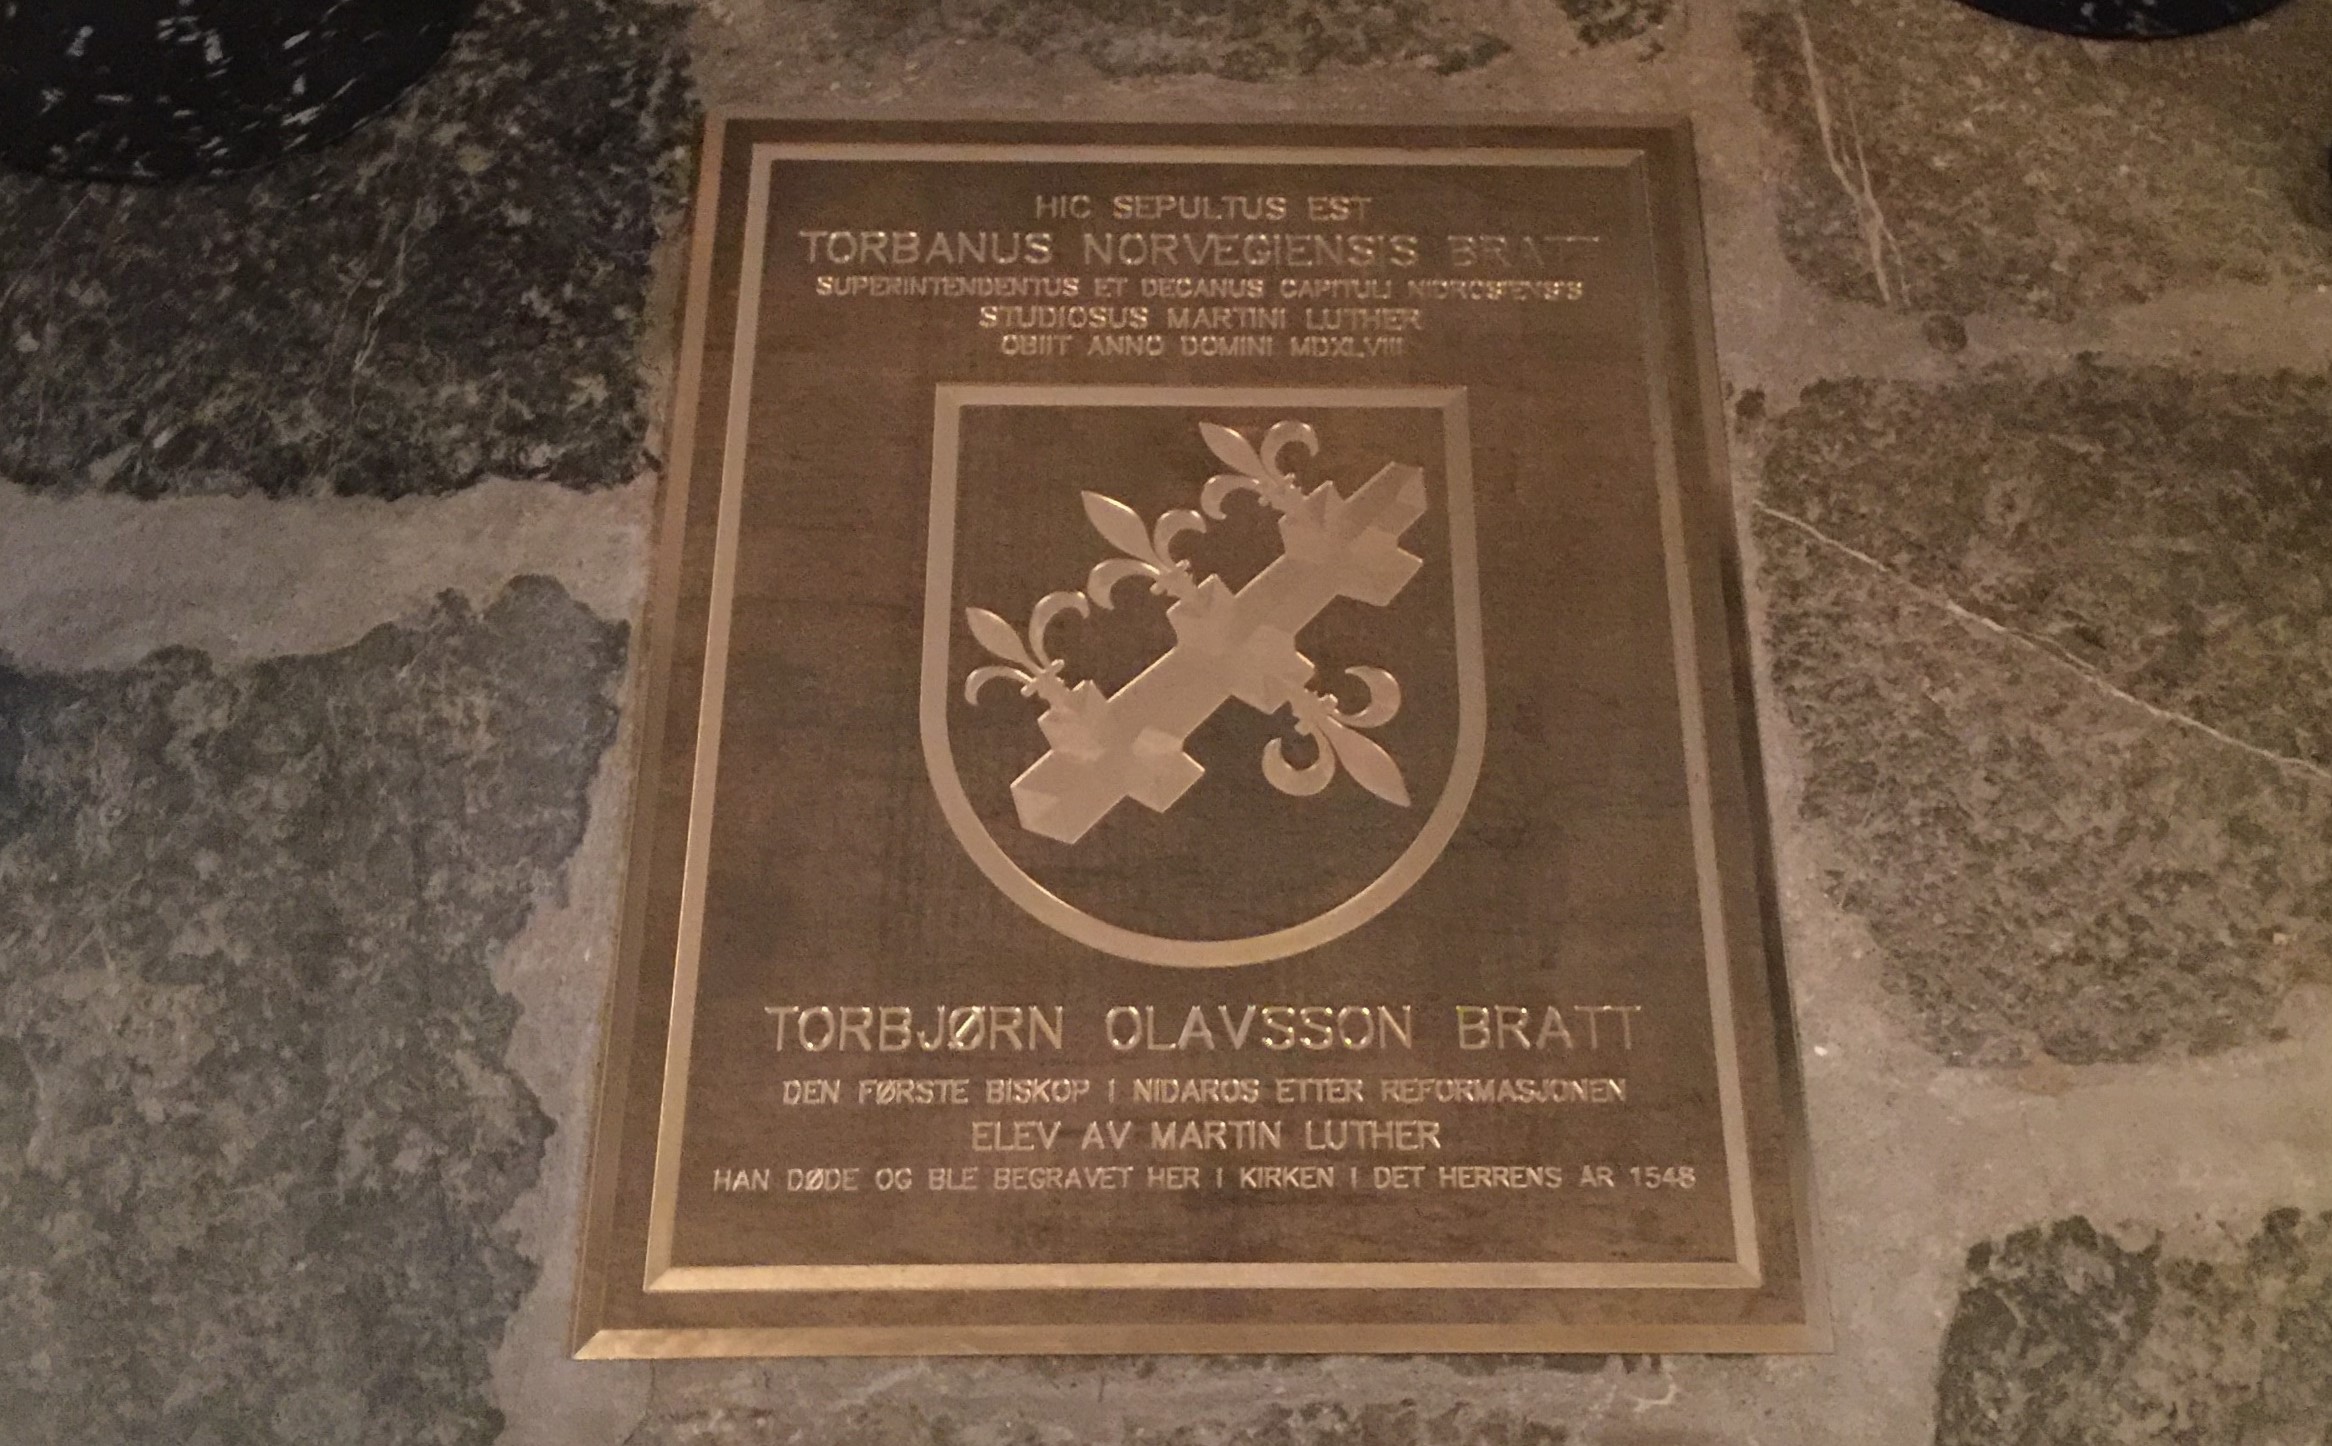 HIC SEPULTUS EST
TORBANUS NORVEGIENSIS BRATT
SUPERINTENDENTUS ET DECANUS CAPITULI NIDROSIENSIS
STUDIOSUS MARTINI LUTHER
OBIIT ANNO DOMINI MDXLVIII
TORBJØRN OLAVSSON BRATT
DEN FØRSTE BISKOP I NIDAROS ETTER REFORMASJONEN
ELEV AV MARTIN LUTHER
HAN DØDE OG BLE BEGRAVET HER I KIRKEN I DET HERRENS ÅR 1548